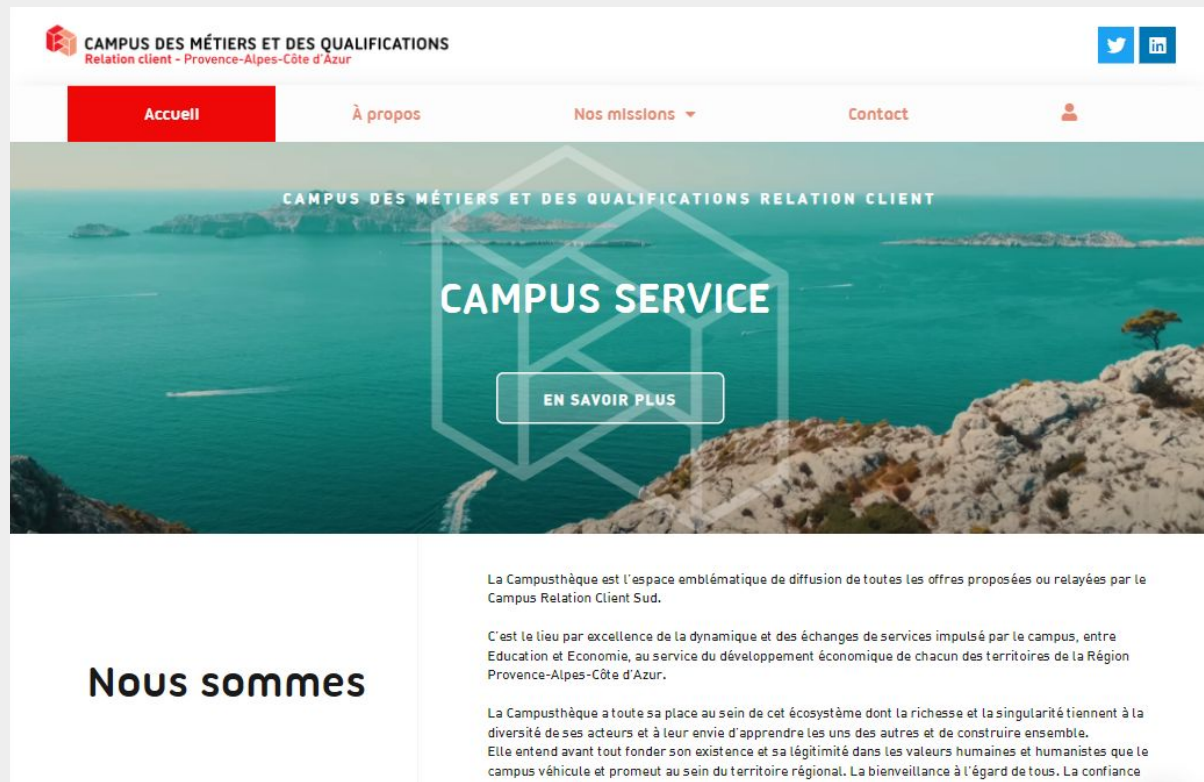 CAMPUS DES MÉTIERS ET DES QUALIFICATIONS
Relation client - Provence-Alpes-Côte d'Azur
in
Accueil
À propos
Nos missions
Contact
CAMPUS DES MÉTIERS ET DES QUALIFICATIONS RELATION CLIENT
CAMPUS SERVICE
EN SAVOIR PLUS
Nous sommes
La Campusthèque est l'espace emblématique de diffusion de toutes les offres proposées ou relayées par le
Campus Relation Client Sud.
C'est le lieu par excellence de la dynamique et des échanges de services impulsé par le campus, entre
Education et Economie, au service du développement économique de chacun des territoires de la Région
Provence-Alpes-Côte d'Azur.
La Campusthèque a toute sa place au sein de cet écosystème dont la richesse et la singularité tiennent à la
diversité de ses acteurs et à leur envie d'apprendre les uns des autres et de construire ensemble.
Elle entend avant tout fonder son existence et sa légitimité dans les valeurs humaines et humanistes que le
campus véhicule et promeut au sein du territoire régional. La bienveillance à l'égard de tous. La confiance